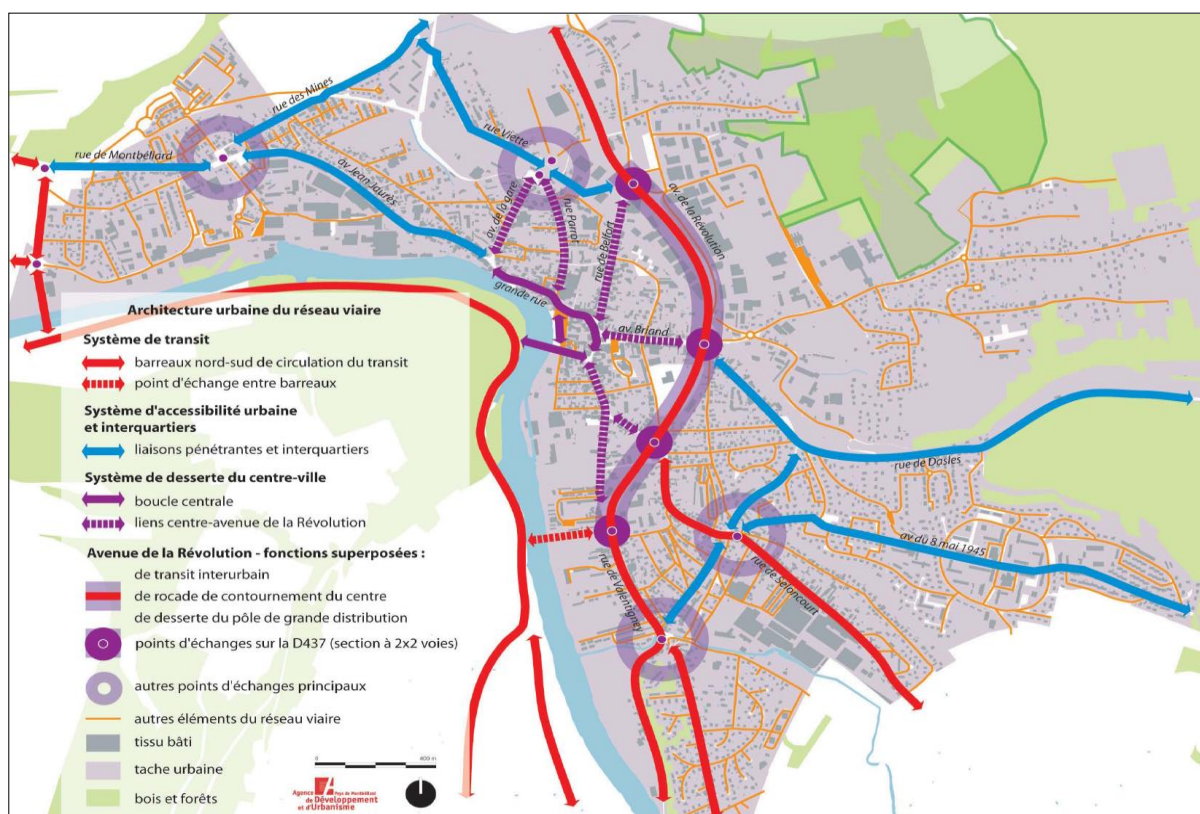 rue des Mines
rue de Montbéliard
av Jean Jaurès
rue Viette
av. de la gare
rue Parrot
rue de Belfort
av de la Révolution
grande rue
av. Briand
rue de Dasles
av du 8 mai 1945
rue de Seloncourt
rue de Valentigney
Architecture urbaine du réseau viaire
Système de transit
barreaux nord-sud de circulation du transit
point d'échange entre barreaux
Système d'accessibilité urbaine
et interquartiers
liaisons pénétrantes et interquartiers
Système de desserte du centre-ville
boucle centrale
liens centre-avenue de la Révolution
Avenue de la Révolution - fonctions superposées :
de transit interurbain
de rocade de contournement du centre
de desserte du pôle de grande distribution
points d'échanges sur la D437 (section à 2x2 voies)
autres points d'échanges principaux
autres éléments du réseau viaire
tissu bâti
tache urbaine
bois et forêts
0 400 m
Agence Pays de Montbéliard
de Développement
et d'Urbanisme